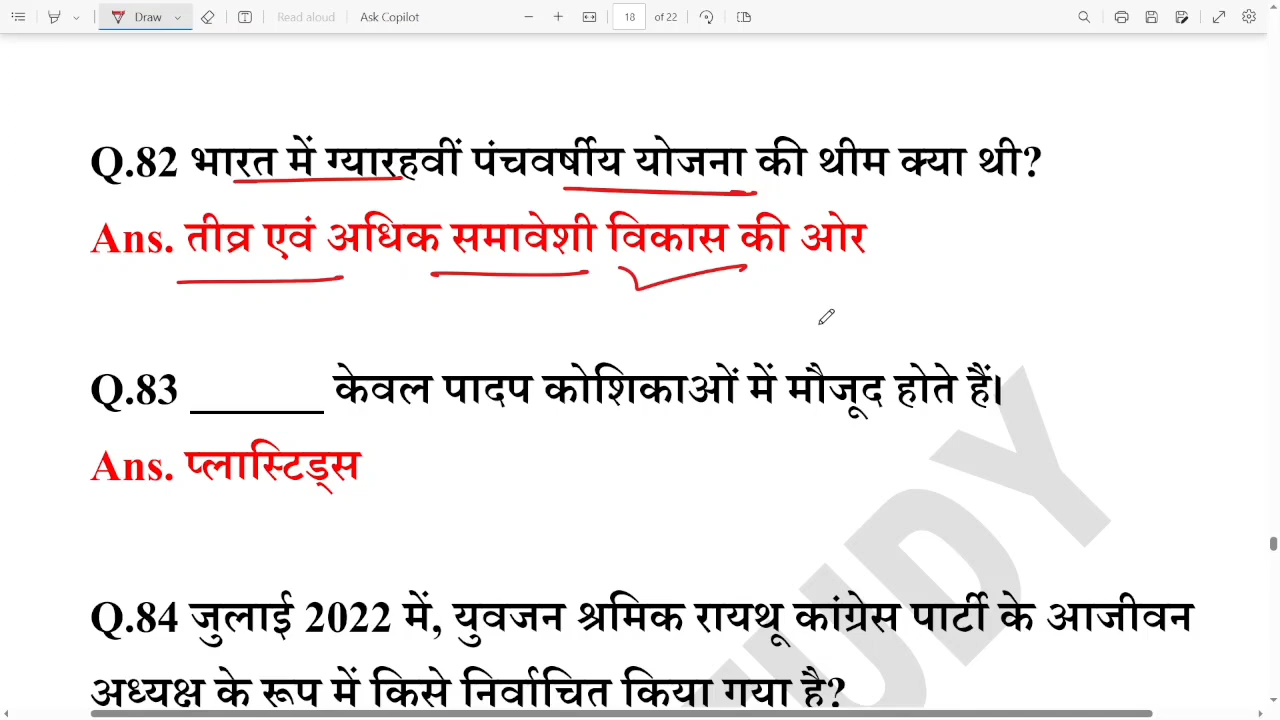 Draw
Read aloud
Ask Copilot
18
of 22
Q.82 भारत में ग्यारहवीं पंचवर्षीय योजना की थीम क्या थी?
Ans. तीव्र एवं अधिक समावेशी विकास की ओर
Q.83 ______ केवल पादप कोशिकाओं में मौजूद होते हैं।
Ans. प्लास्टिड्स
Q.84 जुलाई 2022 में, युवजन श्रमिक रायथू कांग्रेस पार्टी के आजीवन
अध्यक्ष के रूप में किसे निर्वाचित किया गया है?
UDY